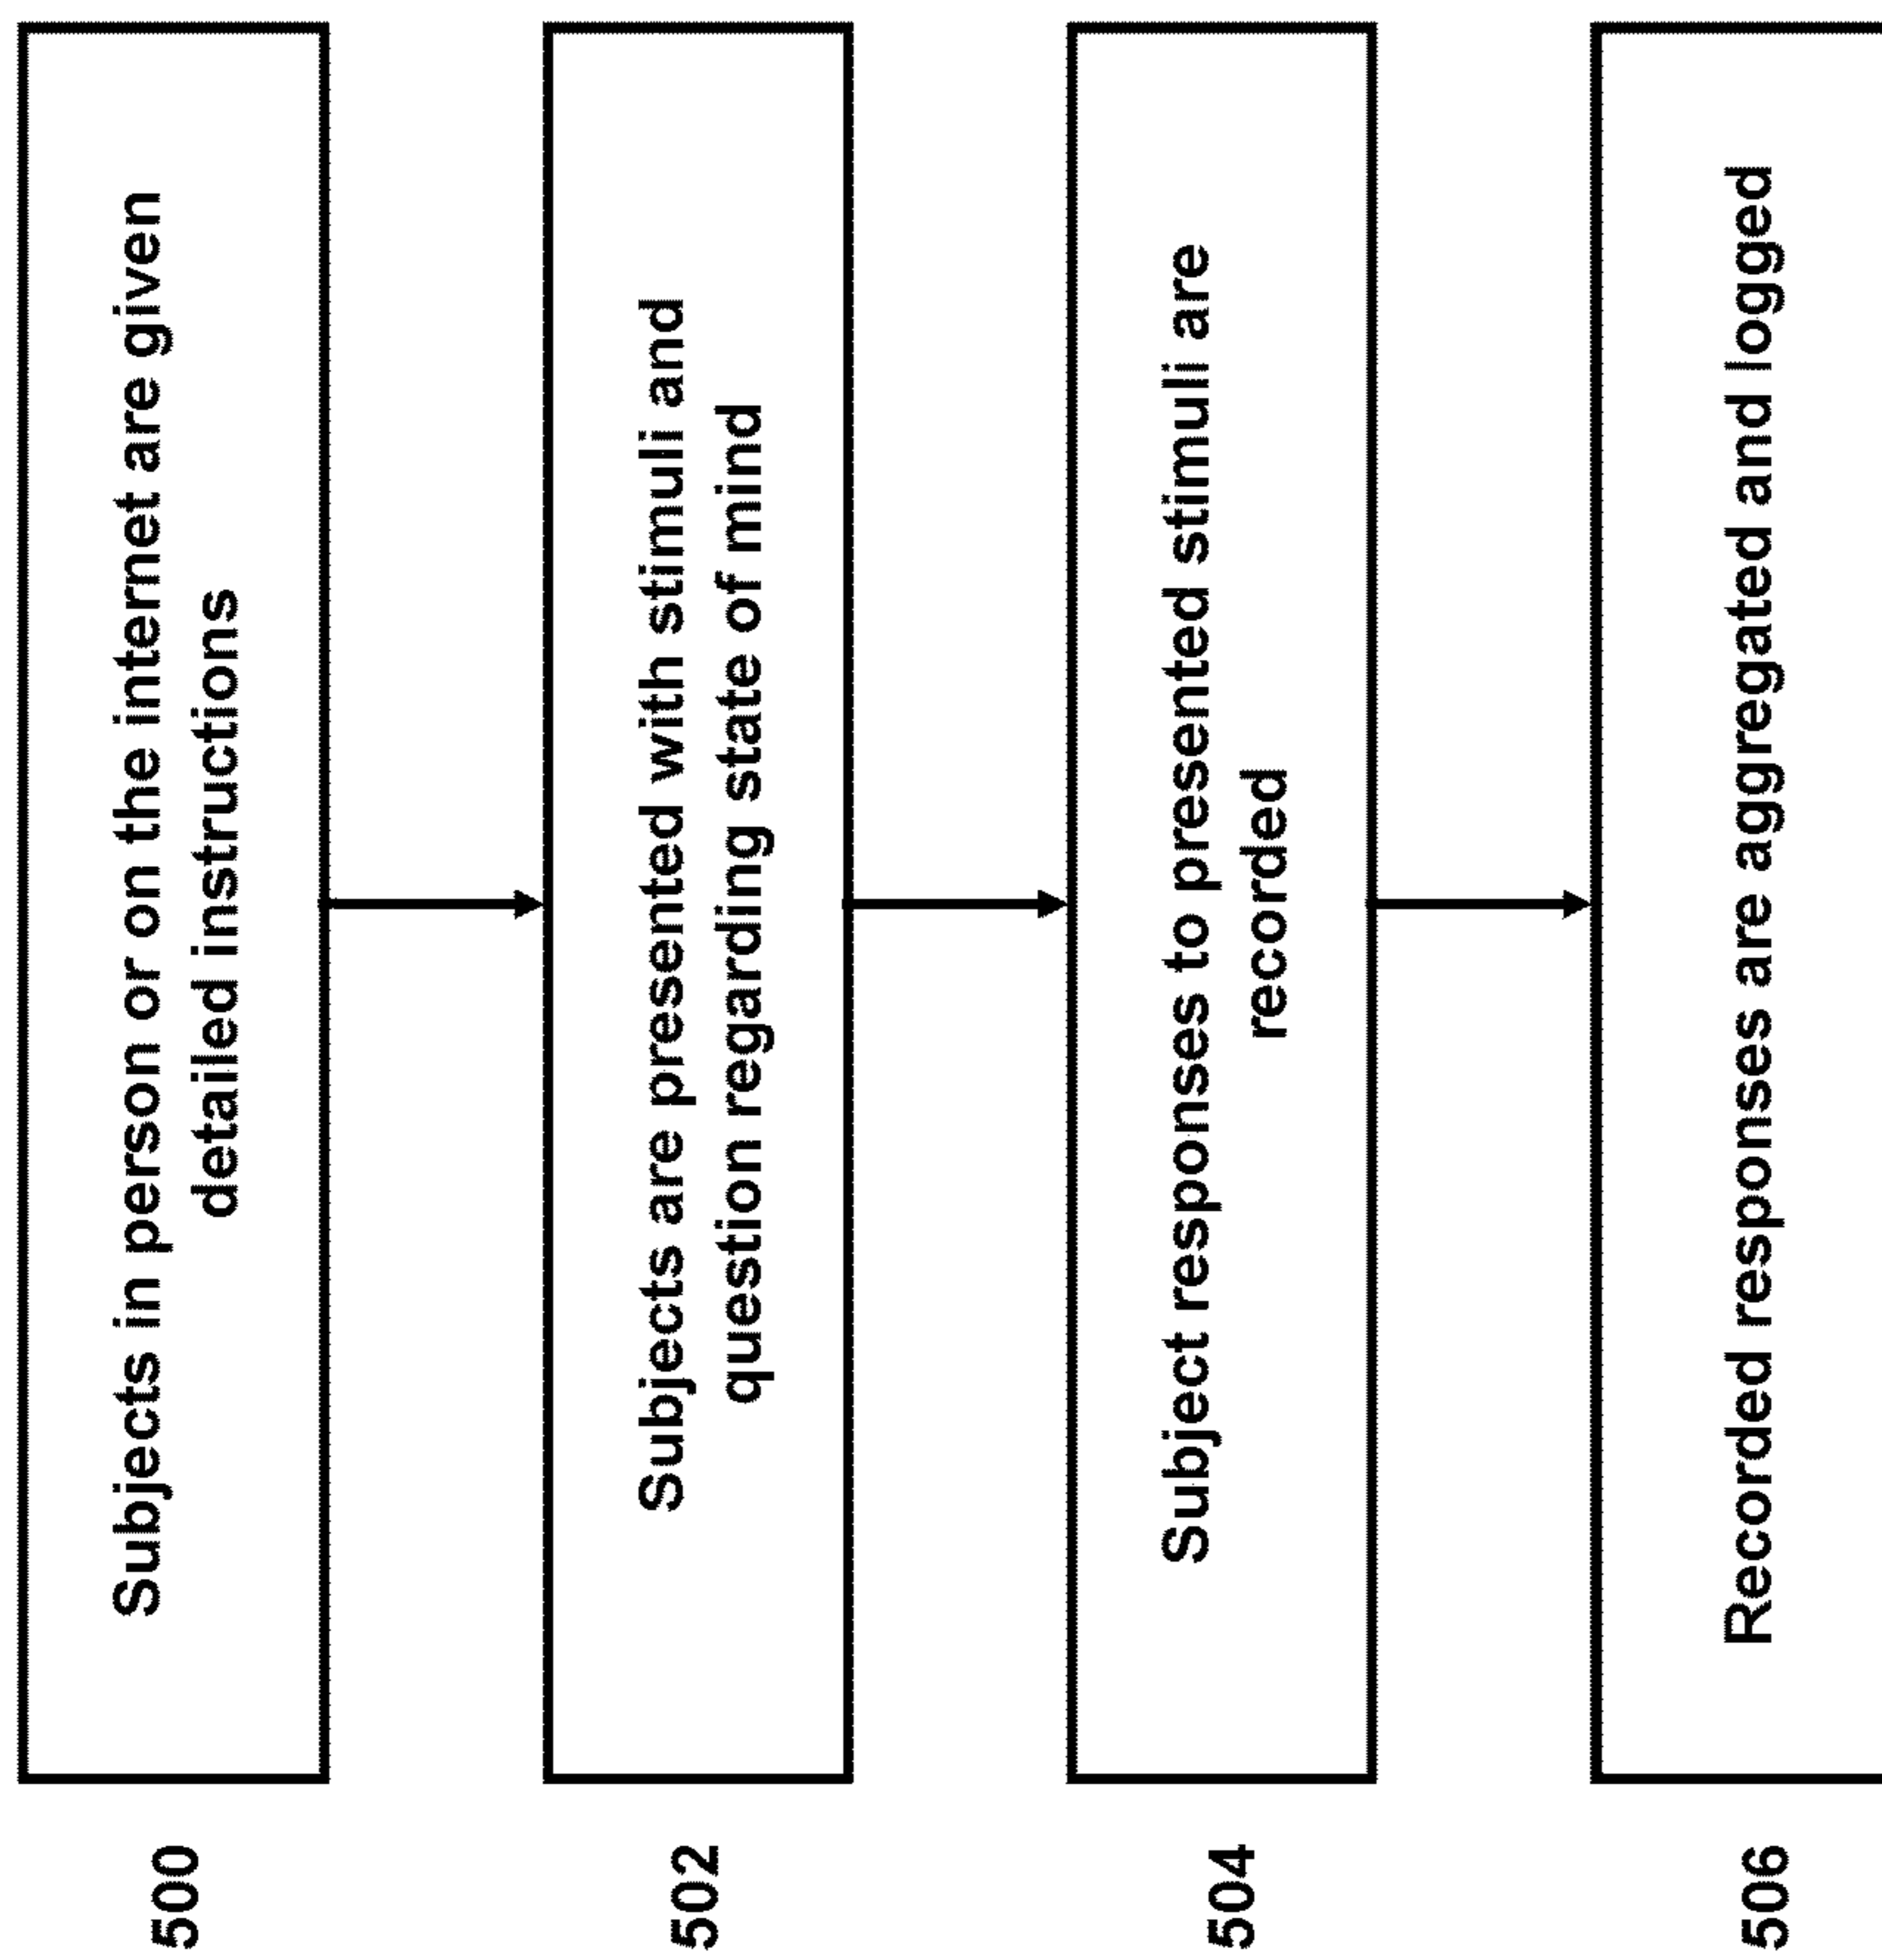 500
Subjects in person or on the internet are given
detailed instructions
502
Subjects are presented with stimuli and
question regarding state of mind
504
Subject responses to presented stimuli are
recorded
506
Recorded responses are aggregated and logged